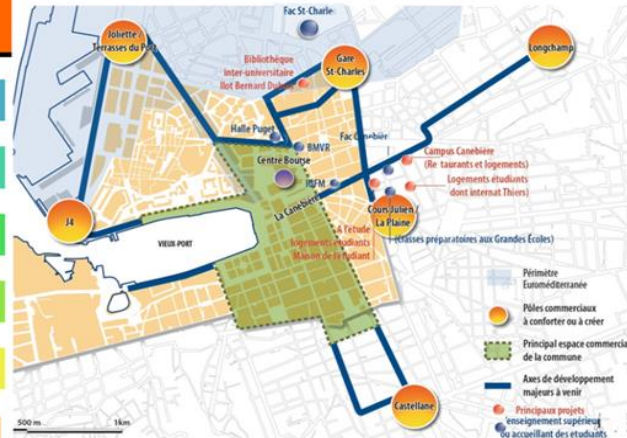 Fac St-Charle
Joliette /
Terrasses du Port
Gare
St-Charles
Longchamp
Bibliothèque
inter-universitaire
Ilot Bernard Dubois
Halle Puget
BMVR
Fac Canebière
Centre Bourse
Campus Canebière
(Re taurants et logements)
Logements étudiants
dont internat Thiers)
La Canebière
Cours Julien /
La Plaine
J4
VIEUX-PORT
A l'étude
logements étudiants
Maison de l'étudiant
(Classes préparatoires aux Grandes Écoles)
Périmètre
Euroméditerranée
Pôles commerciaux
à conforter ou à créer
Principal espace commercia
de la commune
Axes de développement
majeurs à venir
Principaux projets
'enseignement supérieur
ou accueillant des etudiants
Castellane
500 m
1km